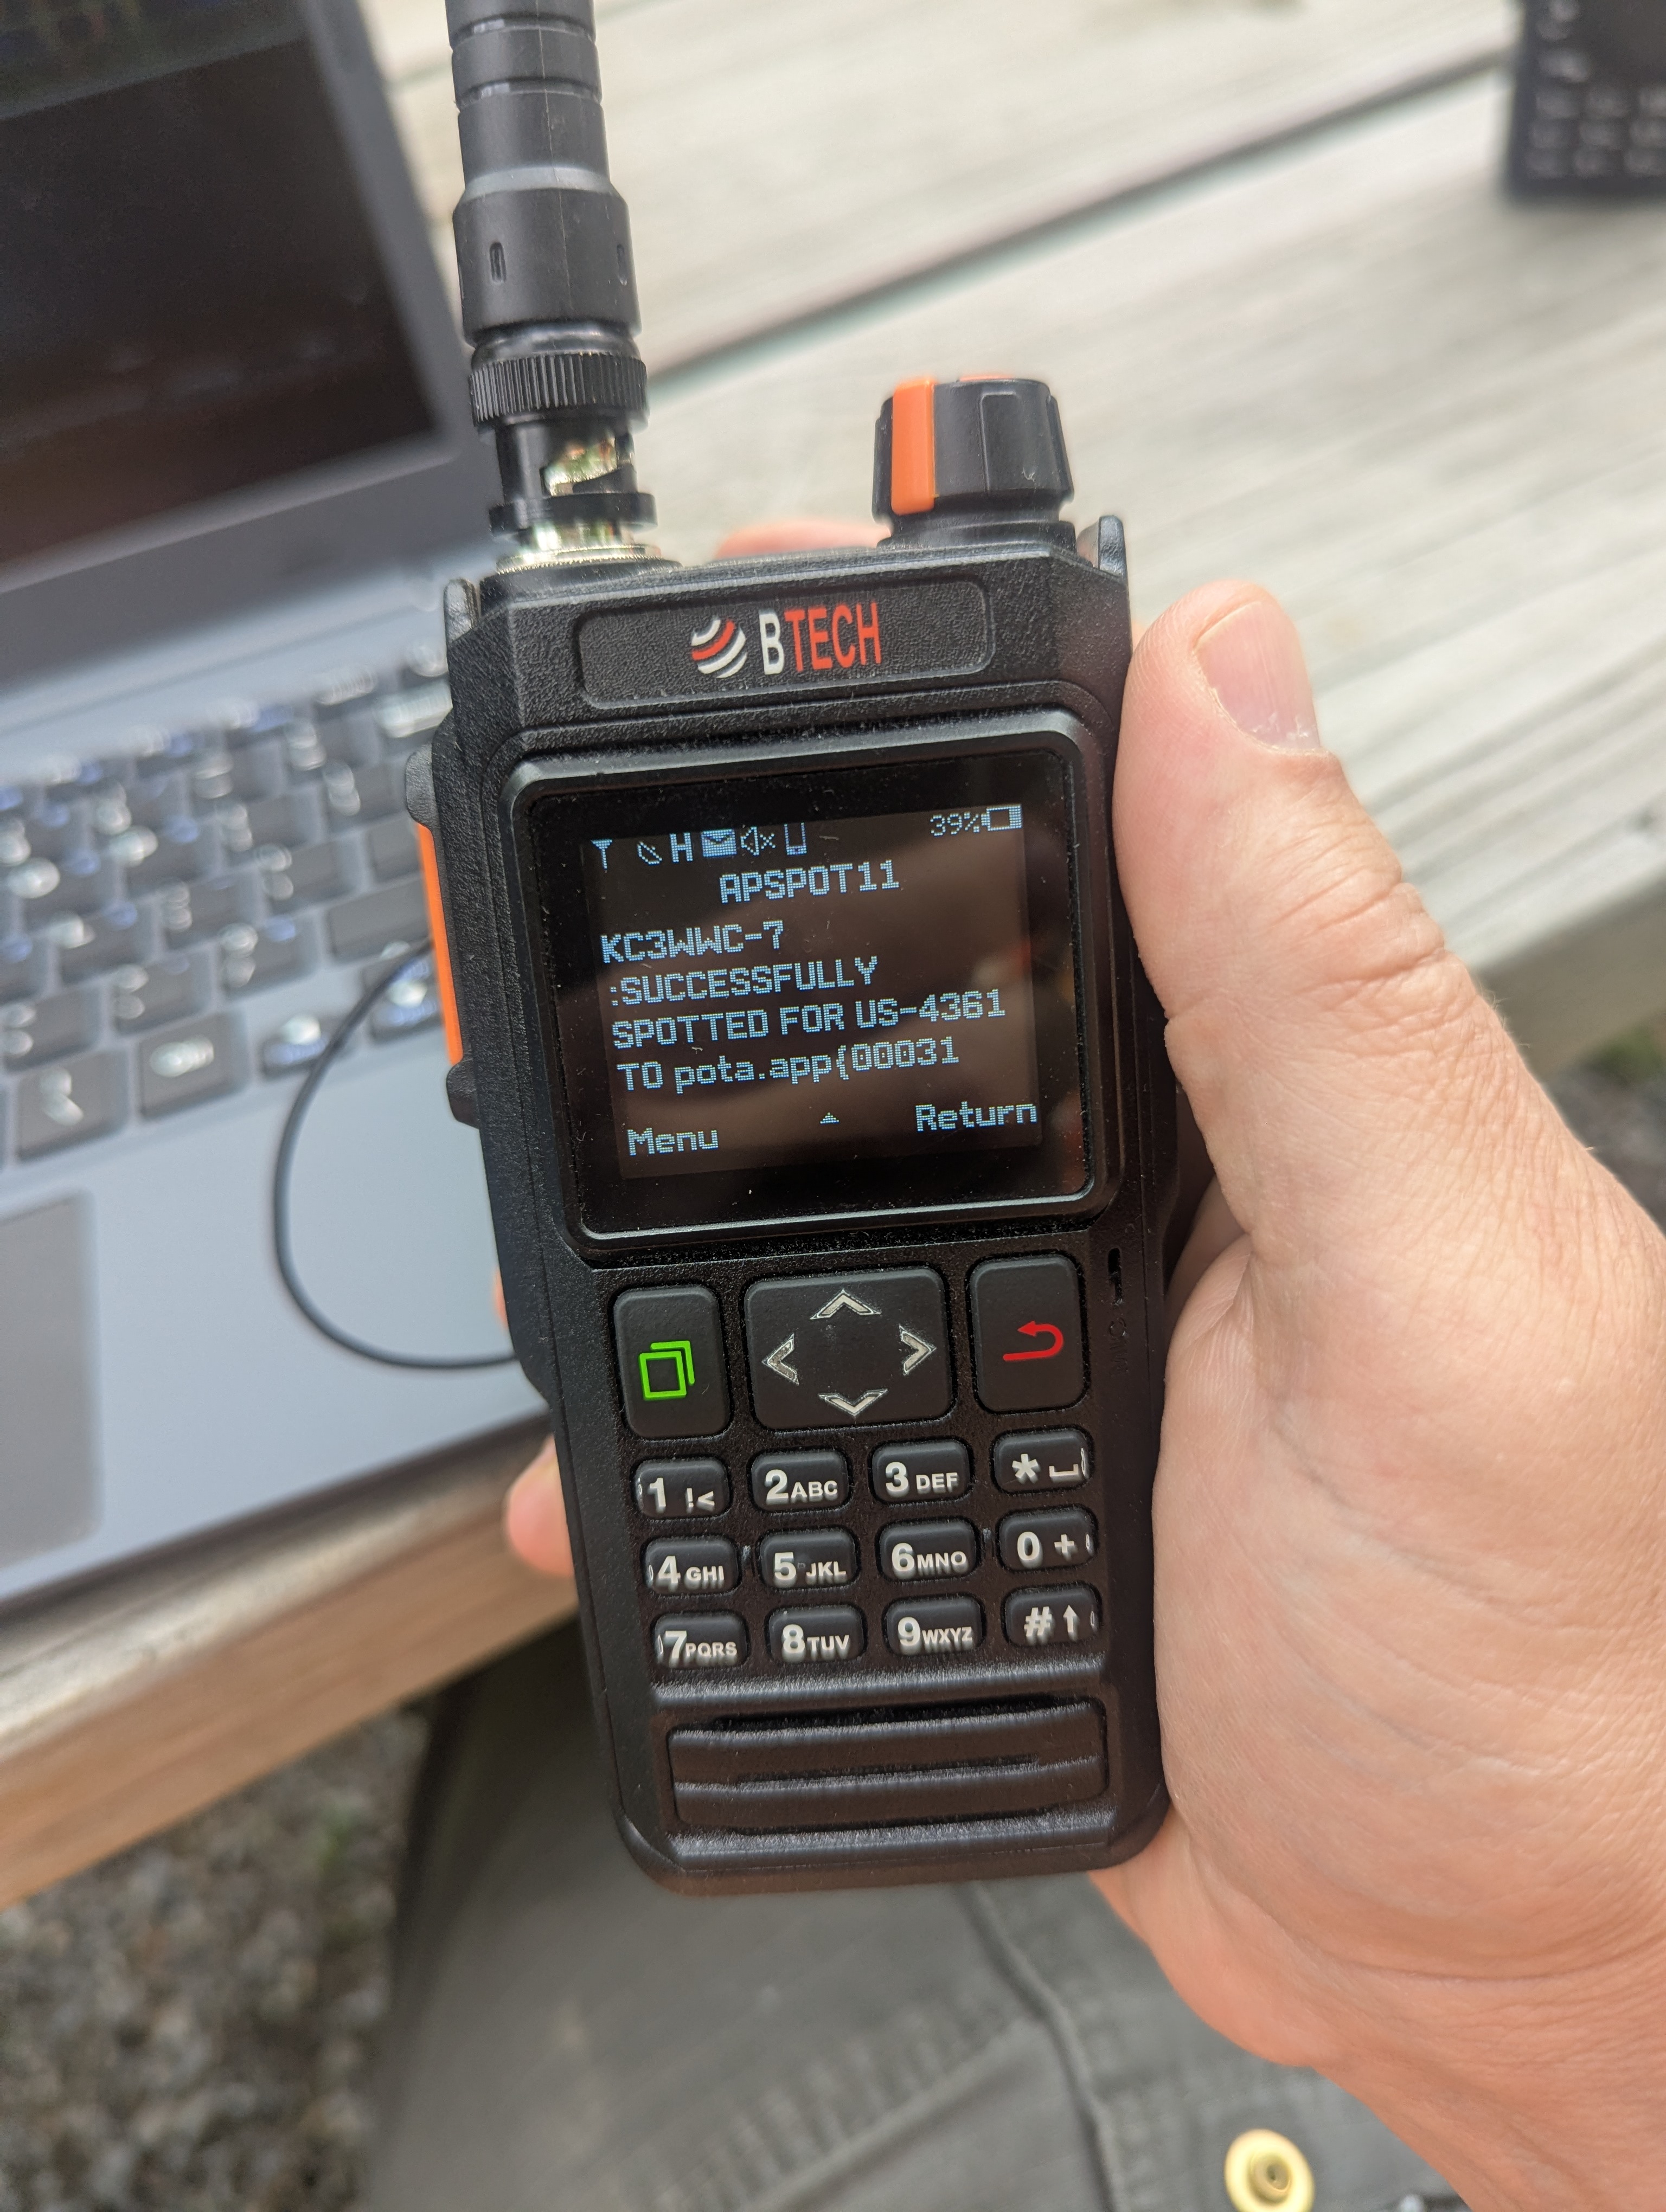 BTECH
H 39%
APSPOT11
KC3WWC-7
:SUCCESSFULLY
SPOTTED FOR US-4361
TO pota.app{00031
Menu Return
1 !< 2ABC 3DEF *
4GHI 5JKL 6MNO 0+
7PQRS 8TUV 9WXYZ #